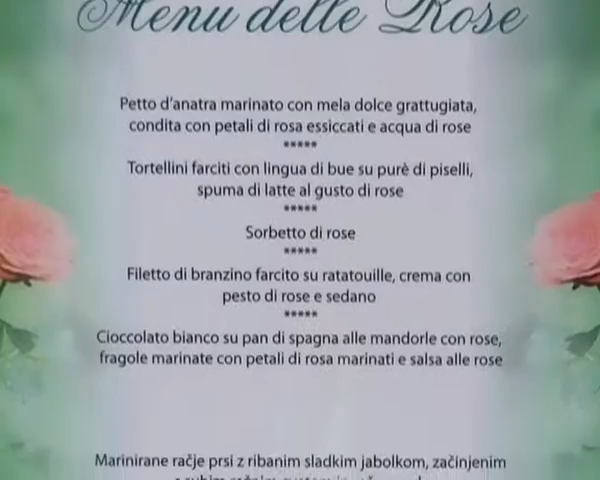 Menu delle Rose
Petto d'anatra marinato con mela dolce grattugiata,
condita con petali di rosa essiccati e acqua di rose
*****
Tortellini farciti con lingua di bue su purè di piselli,
spuma di latte al gusto di rose
*****
Sorbetto di rose
*****
Filetto di branzino farcito su ratatouille, crema con
pesto di rose e sedano
*****
Cioccolato bianco su pan di spagna alle mandorle con rose,
fragole marinate con petali di rosa marinati e salsa alle rose
Marinirane račje prsi z ribanim sladkim jabolkom, začinjenim